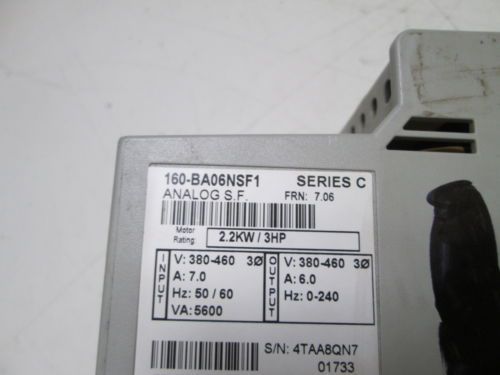 160-BA06NSF1 SERIES C
ANALOG S.F. FRN: 7.06
Motor Rating: 2.2KW / 3HP
INPUT
V: 380-460 3Ø
A: 7.0
Hz: 50 / 60
VA: 5600
OUTPUT
V: 380-460 3Ø
A: 6.0
Hz: 0-240
S/N: 4TAA8QN7
01733